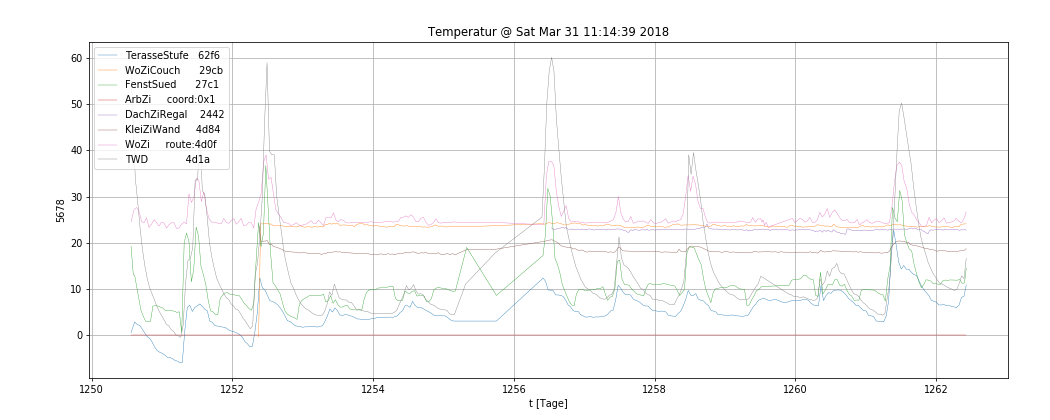 Temperatur @ Sat Mar 31 11:14:39 2018
60
50
40
30
20
10
0
5678
TerasseStufe 62f6
WoZiCouch 29cb
FenstSued 27c1
ArbZi coord:0x1
DachZiRegal 2442
KleiZiWand 4d84
WoZi route:4d0f
TWD 4d1a
1250 1252 1254 1256 1258 1260 1262
t [Tage]